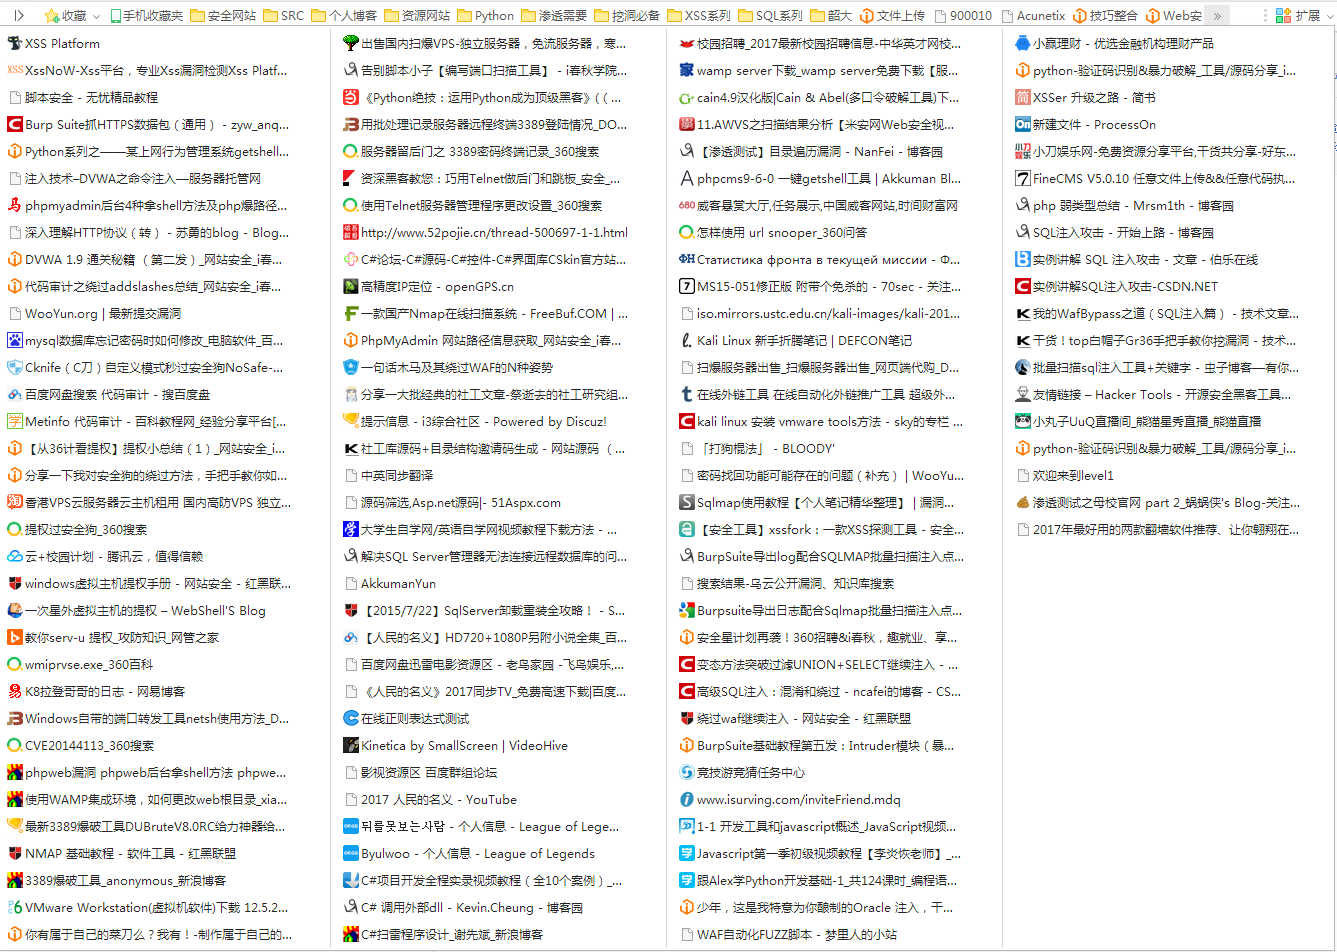 收藏 手机收藏夹 安全网站 SRC 个人博客 资源网站 Python 渗透需要 挖洞必备 XSS系列 SQL系列 韶大 文件上传 900010 Acunetix 技巧整合 Web安 » 扩展
XSS Platform
XssNoW-Xss平台，专业Xss漏洞检测Xss Platf...
脚本安全 - 无忧精品教程
Burp Suite抓HTTPS数据包（通用） - zyw_anq...
Python系列之——某上网行为管理系统getshell...
注入技术–DVWA之命令注入—服务器托管网
phpmyadmin后台4种拿shell方法及php爆路径...
深入理解HTTP协议（转） - 苏勇的blog - Blog...
DVWA 1.9 通关秘籍 （第二发）_网站安全_i春...
代码审计之绕过addslashes总结_网站安全_i春...
WooYun.org | 最新提交漏洞
mysql数据库忘记密码时如何修改_电脑软件_百...
Cknife（C刀）自定义模式秒过安全狗NoSafe-...
百度网盘搜索 代码审计 - 搜百度盘
Metinfo 代码审计 - 百科教程网_经验分享平台[...
【从36计看提权】提权小总结（1）_网站安全_i...
分享一下我对安全狗的绕过方法，手把手教你如...
香港VPS云服务器云主机租用 国内高防VPS 独立...
提权过安全狗_360搜索
云+校园计划 - 腾讯云，值得信赖
windows虚拟主机提权手册 - 网站安全 - 红黑联...
一次星外虚拟主机的提权 – WebShell'S Blog
教你serv-u 提权_攻防知识_网管之家
wmiprvse.exe_360百科
K8拉登哥哥的日志 - 网易博客
Windows自带的端口转发工具netsh使用方法_D...
CVE20144113_360搜索
phpweb漏洞 phpweb后台拿shell方法 phpwe...
使用WAMP集成环境，如何更改web根目录_xia...
最新3389爆破工具DUBruteV8.0RC给力神器给...
NMAP 基础教程 - 软件工具 - 红黑联盟
3389爆破工具_anonymous_新浪博客
VMware Workstation(虚拟机软件)下载 12.5.2...
你有属于自己的菜刀么？我有！-制作属于自己的...
出售国内扫爆VPS-独立服务器，免流服务器，寒...
告别脚本小子【编写端口扫描工具】 - i春秋学院...
《Python绝技：运用Python成为顶级黑客》( ( ...
用批处理记录服务器远程终端3389登陆情况_DO...
服务器留后门之 3389密码终端记录_360搜索
资深黑客教您：巧用Telnet做后门和跳板_安全_...
使用Telnet服务器管理程序更改设置_360搜索
http://www.52pojie.cn/thread-500697-1-1.html
C#论坛-C#源码-C#控件-C#界面库CSkin官方站...
高精度IP定位 - openGPS.cn
一款国产Nmap在线扫描系统 - FreeBuf.COM | ...
PhpMyAdmin 网站路径信息获取_网站安全_i春...
一句话木马及其绕过WAF的N种姿势
分享一大批经典的社工文章-祭逝去的社工研究组...
提示信息 - i3综合社区 - Powered by Discuz!
社工库源码+目录结构邀请码生成 - 网站源码 （...
中英同步翻译
源码筛选,Asp.net源码|- 51Aspx.com
大学生自学网/英语自学网视频教程下载方法 - ...
解决SQL Server管理器无法连接远程数据库的问...
AkkumanYun
【2015/7/22】SqlServer卸载重装全攻略！ - S...
【人民的名义】HD720+1080P另附小说全集_百...
百度网盘迅雷电影资源区 - 老鸟家园 -飞鸟娱乐,...
《人民的名义》2017同步TV_免费高速下载|百度...
在线正则表达式测试
Kinetica by SmallScreen | VideoHive
影视资源区 百度群组论坛
2017 人民的名义 - YouTube
뒤를못보는사람 - 个人信息 - League of Lege...
Byulwoo - 个人信息 - League of Legends
C#项目开发全程实录视频教程（全10个案例）_...
C# 调用外部dll - Kevin.Cheung - 博客园
C#扫雷程序设计_谢先斌_新浪博客
校园招聘_2017最新校园招聘信息-中华英才网校...
wamp server下载_wamp server免费下载【服...
cain4.9汉化版|Cain & Abel(多口令破解工具)下...
11.AWVS之扫描结果分析【米安网Web安全视...
【渗透测试】目录遍历漏洞 - NanFei - 博客园
phpcms9-6-0 一键getshell工具 | Akkuman Bl...
威客悬赏大厅,任务展示,中国威客网站,时间财富网
怎样使用 url snooper_360问答
Статистика фронта в текущей миссии - Ф...
MS15-051修正版 附带个免杀的 - 70sec - 关注...
iso.mirrors.ustc.edu.cn/kali-images/kali-201...
Kali Linux 新手折腾笔记 | DEFCON笔记
扫爆服务器出售_扫爆服务器出售_网页端代购_D...
在线外链工具 在线自动化外链推广工具 超级外...
kali linux 安装 vmware tools方法 - sky的专栏 ...
「打狗棍法」 - BLOODY'
密码找回功能可能存在的问题（补充） | WooYu...
Sqlmap使用教程【个人笔记精华整理】 | 漏洞...
【安全工具】xssfork：一款XSS探测工具 - 安全...
BurpSuite导出log配合SQLMAP批量扫描注入点...
搜索结果-乌云公开漏洞、知识库搜索
Burpsuite导出日志配合Sqlmap批量扫描注入点...
安全星计划再袭！360招聘&i春秋，趣就业、享...
变态方法突破过滤UNION+SELECT继续注入 - ...
高级SQL注入：混淆和绕过 - ncafei的博客 - CS...
绕过waf继续注入 - 网站安全 - 红黑联盟
BurpSuite基础教程第五发：Intruder模块（暴...
竞技游竞猜任务中心
www.isurving.com/inviteFriend.mdq
1-1 开发工具和javascript概述_JavaScript视频...
Javascript第一季初级视频教程【李炎恢老师】_...
跟Alex学Python开发基础-1_共124课时_编程语...
少年，这是我特意为你酿制的Oracle 注入，干...
WAF自动化FUZZ脚本 - 梦里人的小站
小赢理财 - 优选金融机构理财产品
python-验证码识别&暴力破解_工具/源码分享_i...
XSSer 升级之路 - 简书
新建文件 - ProcessOn
小刀娱乐网-免费资源分享平台,干货共分享-好东...
FineCMS V5.0.10 任意文件上传&&任意代码执...
php 弱类型总结 - Mrsm1th - 博客园
SQL注入攻击 - 开始上路 - 博客园
实例讲解 SQL 注入攻击 - 文章 - 伯乐在线
实例讲解SQL注入攻击-CSDN.NET
我的WafBypass之道（SQL注入篇） - 技术文章...
干货！top白帽子Gr36手把手教你挖漏洞 - 技术...
批量扫描sql注入工具+关键字 - 虫子博客—有你...
友情链接 – Hacker Tools - 开源安全黑客工具...
小丸子UuQ直播间_熊猫星秀直播_熊猫直播
python-验证码识别&暴力破解_工具/源码分享_i...
欢迎来到level1
渗透测试之母校官网 part 2_蜗蜗侠's Blog-关注...
2017年最好用的两款翻墙软件推荐、让你翱翔在...